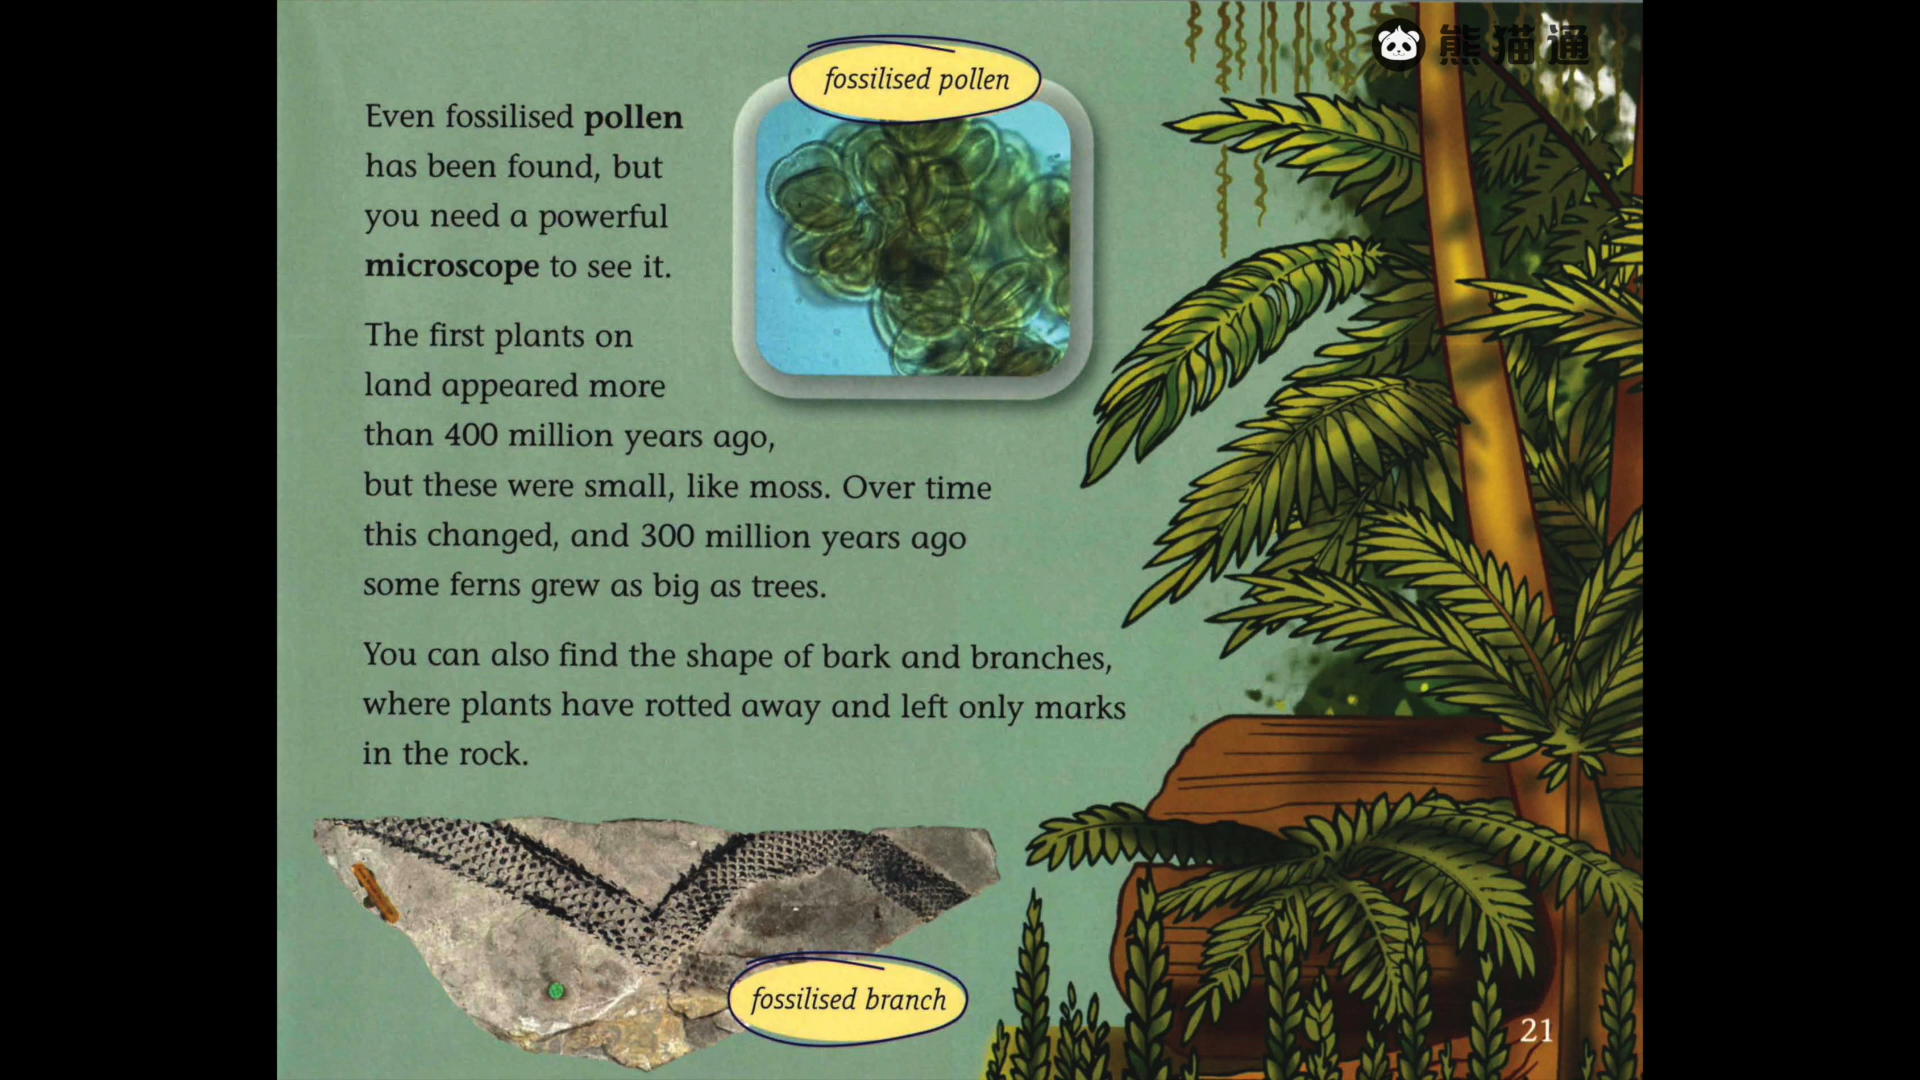 熊猫通
fossilised pollen
Even fossilised pollen
has been found, but
you need a powerful
microscope to see it.
The first plants on
land appeared more
than 400 million years ago,
but these were small, like moss. Over time
this changed, and 300 million years ago
some ferns grew as big as trees.
You can also find the shape of bark and branches,
where plants have rotted away and left only marks
in the rock.
fossilised branch
21